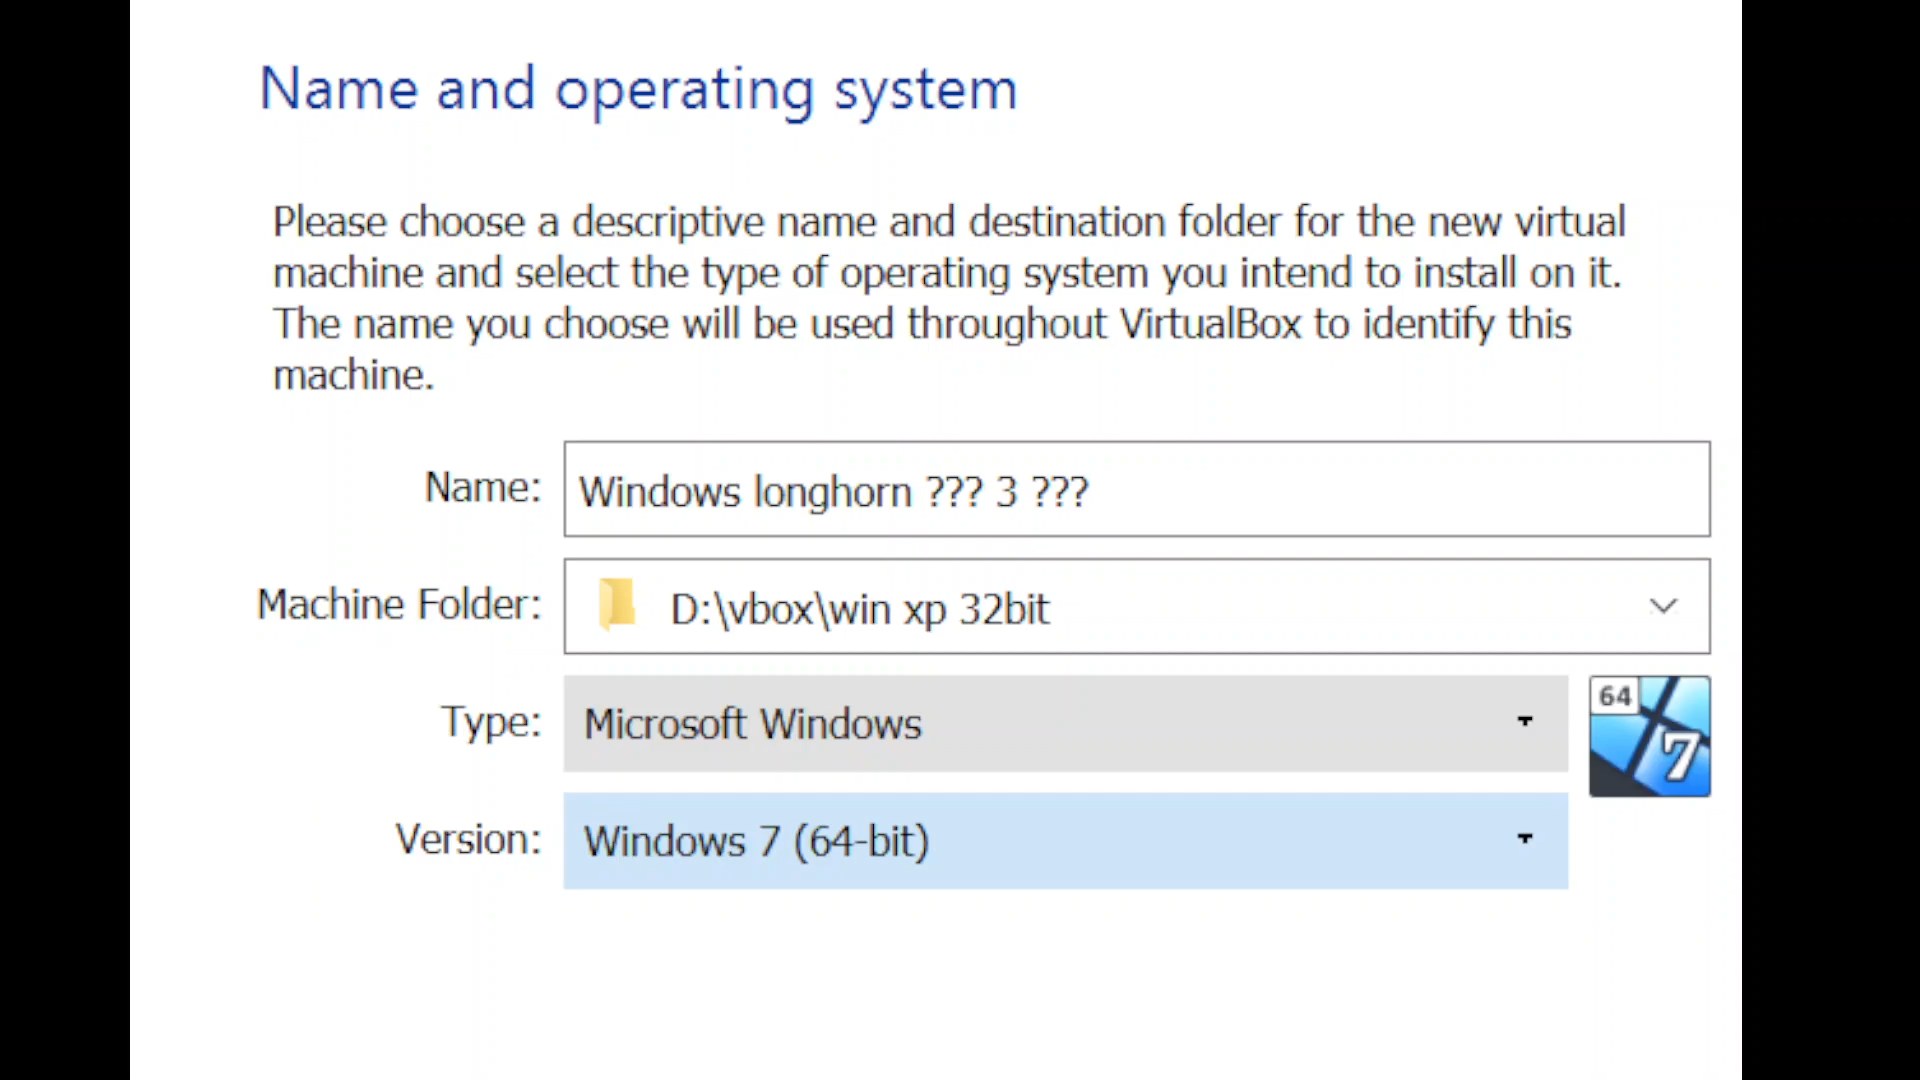 Name and operating system
Please choose a descriptive name and destination folder for the new virtual
machine and select the type of operating system you intend to install on it.
The name you choose will be used throughout VirtualBox to identify this
machine.
Name: Windows longhorn ??? 3 ???
Machine Folder: D:\vbox\win xp 32bit
Type: Microsoft Windows
64
7
Version: Windows 7 (64-bit)